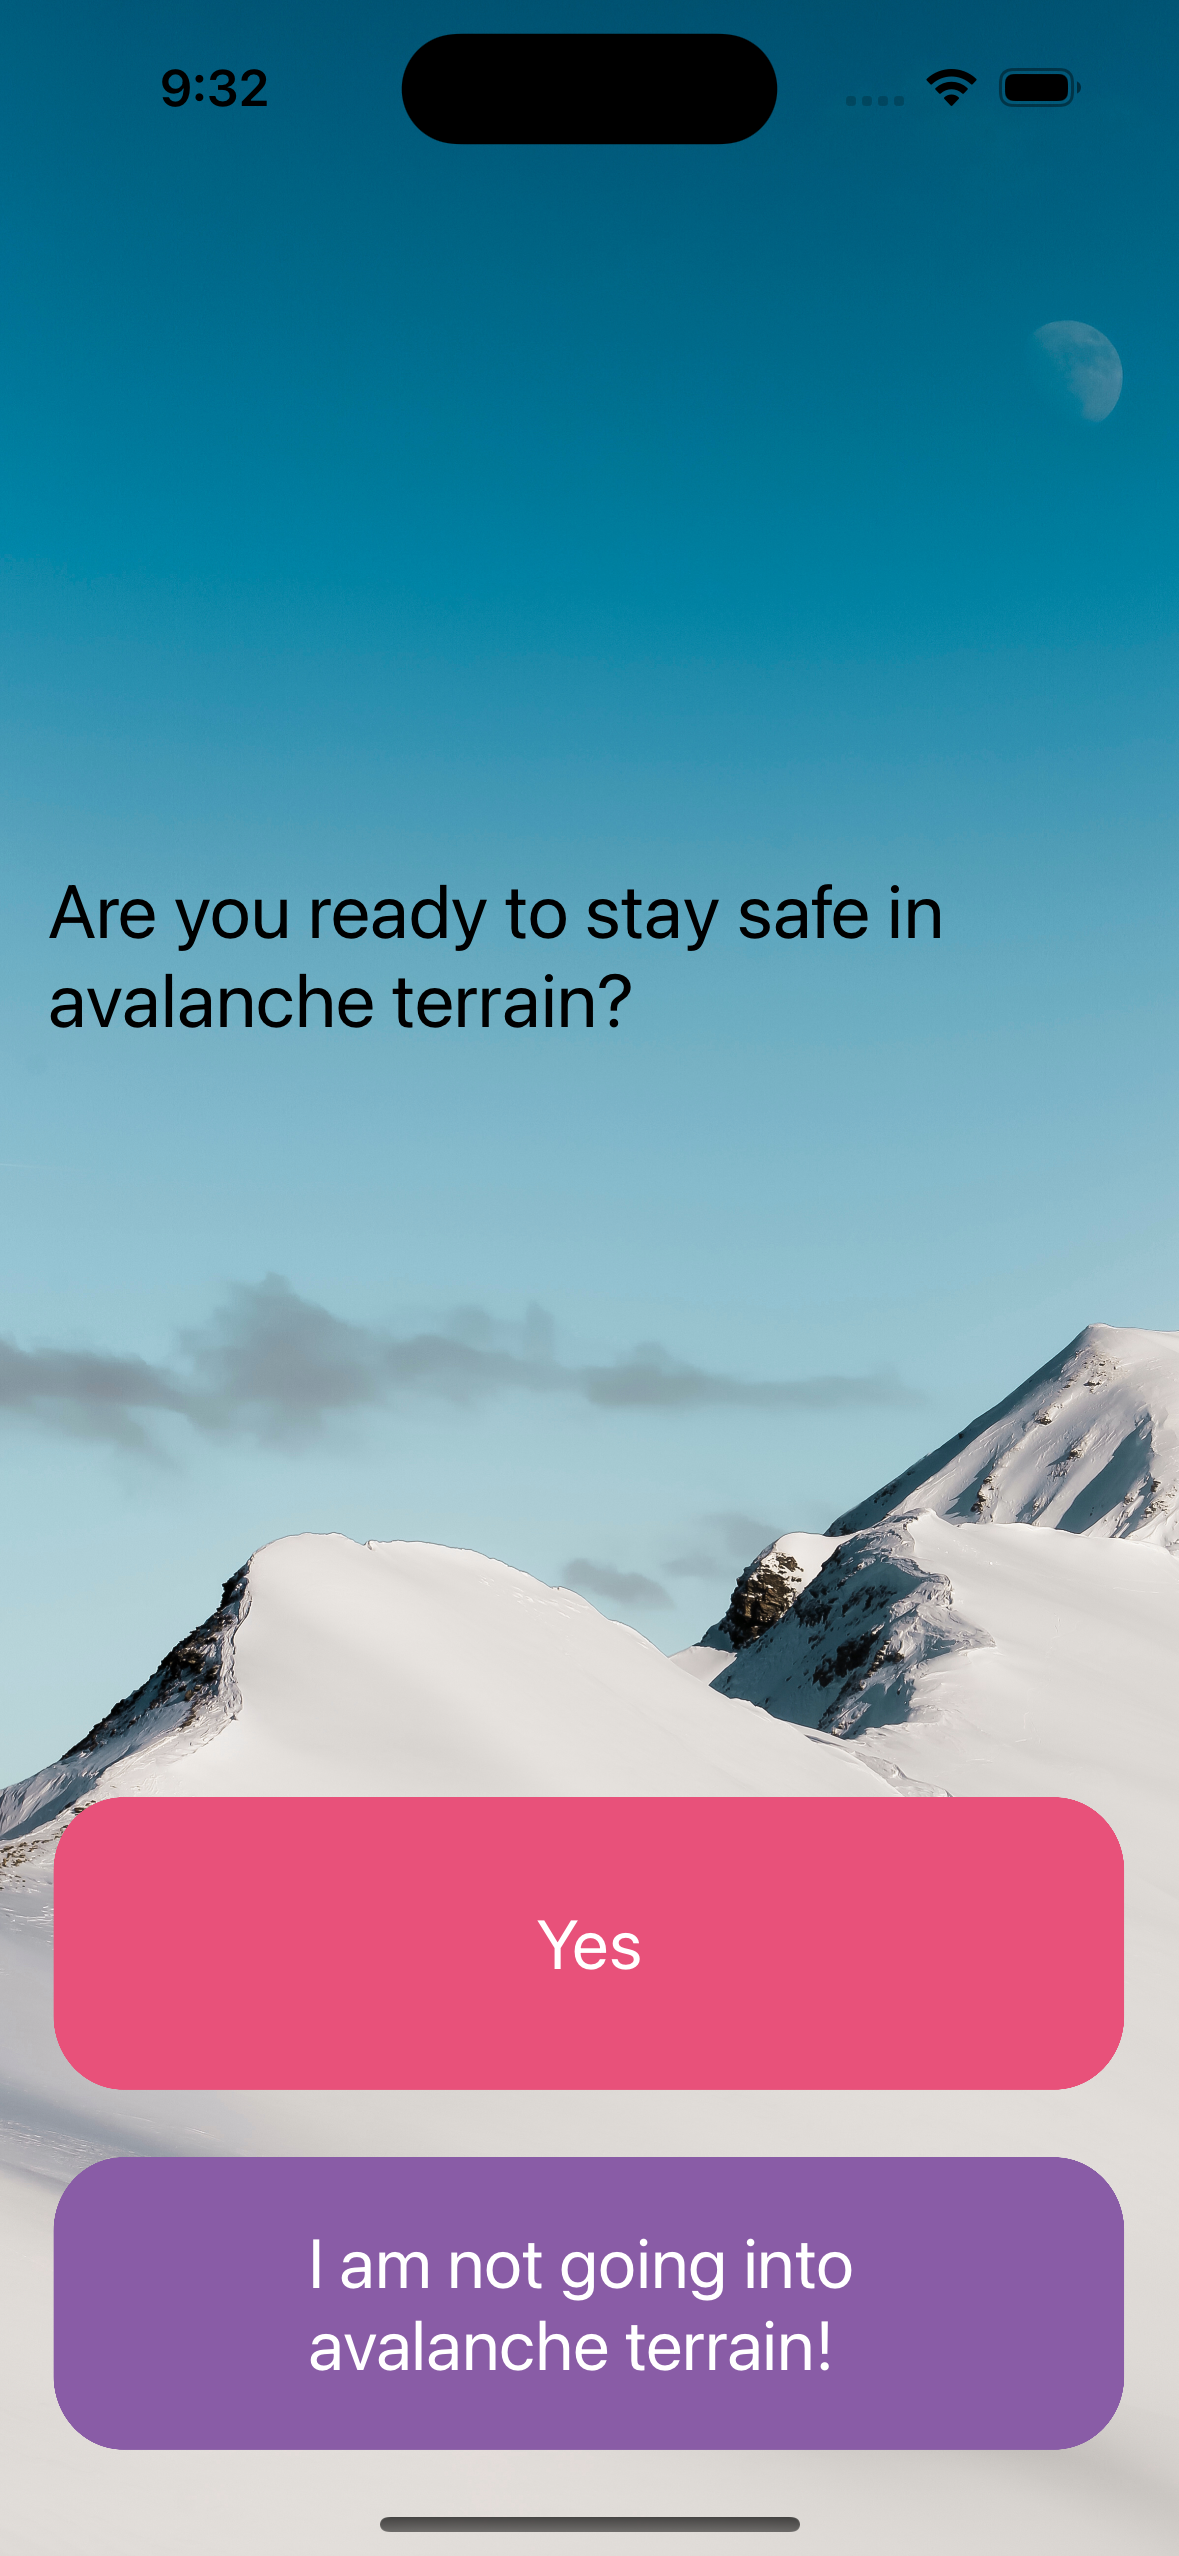 9:32
Are you ready to stay safe in
avalanche terrain?
Yes
I am not going into
avalanche terrain!